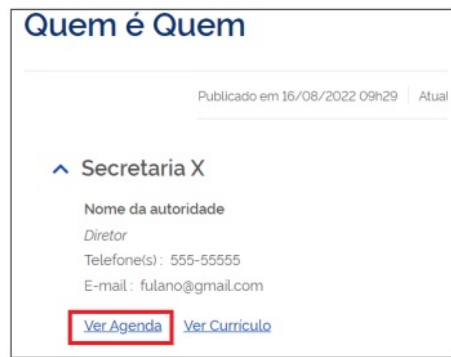 Quem é Quem
Publicado em 16/08/2022 09h29 Atual
Secretaria X
Nome da autoridade
Diretor
Telefone(s) : 555-55555
E-mail : fulano@gmail.com
Ver Agenda Ver Currículo